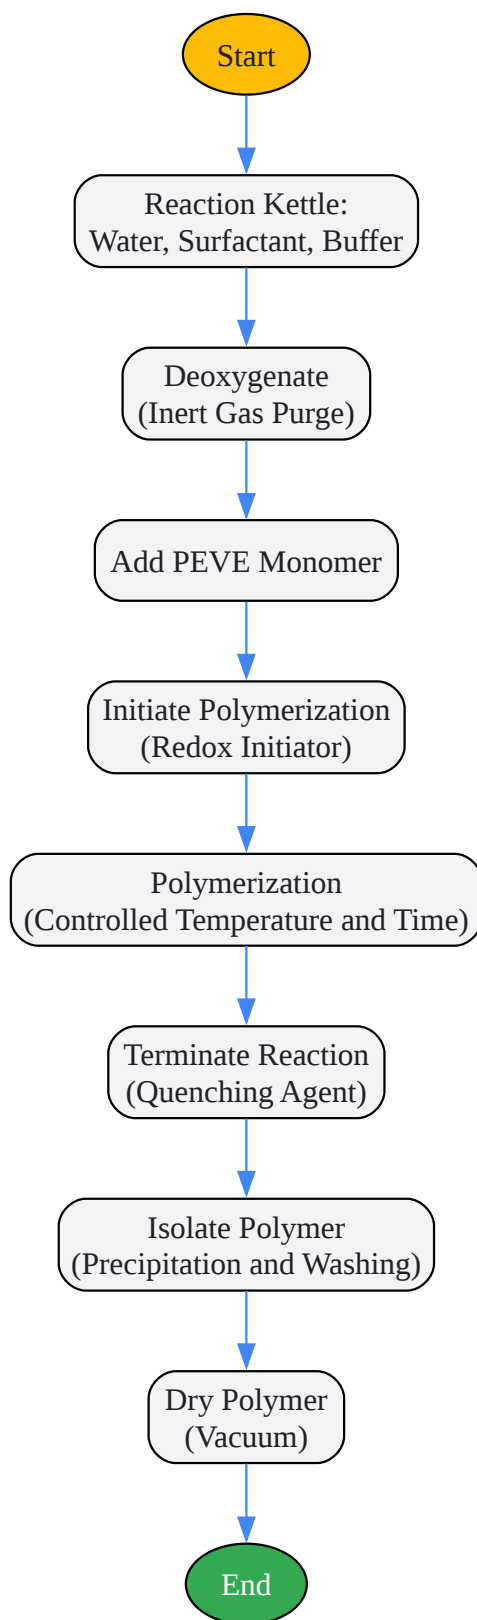 Start
Reaction Kettle:
Water, Surfactant, Buffer
Deoxygenate
(Inert Gas Purge)
Add PEVE Monomer
Initiate Polymerization
(Redox Initiator)
Polymerization
(Controlled Temperature and Time)
Terminate Reaction
(Quenching Agent)
Isolate Polymer
(Precipitation and Washing)
Dry Polymer
(Vacuum)
End